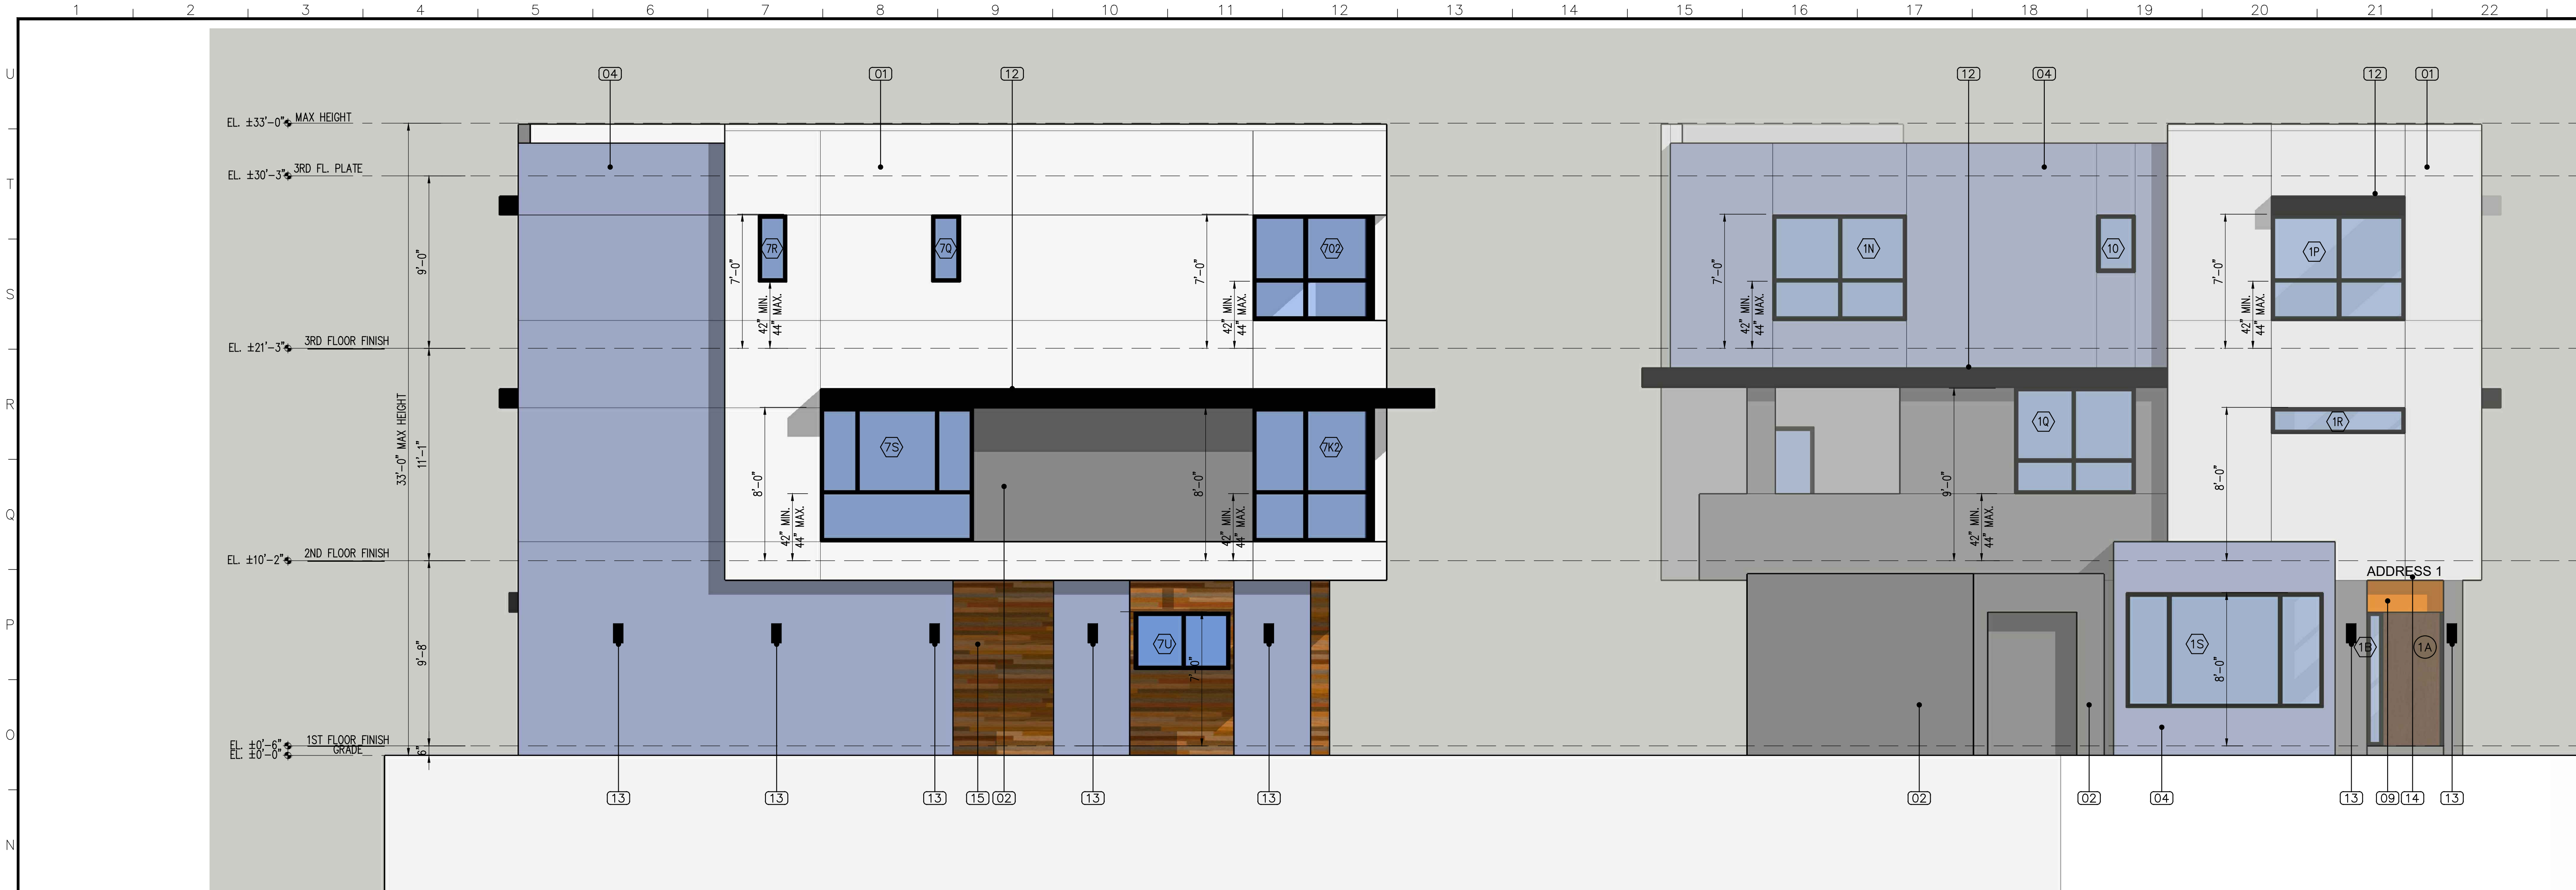 1 2 3 4 5 6 7 8 9 10 11 12 13 14 15 16 17 18 19 20 21 22
U
04 01 12 12 04 12 01
EL. ±33'-0" MAX HEIGHT
T
EL. ±30'-3" 3RD FL. PLATE
9'-0"
7R 7Q 702 1N 10 1P
7'-0" 7'-0" 7'-0" 7'-0"
S
42" MIN. 42" MIN. 42" MIN. 42" MIN.
44" MAX. 44" MAX. 44" MAX. 44" MAX.
EL. ±21'-3" 3RD FLOOR FINISH
R
33'-0" MAX HEIGHT
11'-1"
7S 7K2 1Q 1R
8'-0" 8'-0" 9'-0" 8'-0"
Q
42" MIN. 42" MIN. 42" MIN.
44" MAX. 44" MAX. 44" MAX.
EL. ±10'-2" 2ND FLOOR FINISH
ADDRESS 1
P
9'-8"
7U 1S 1B 1A
7'-0" 8'-0"
O
EL. ±0'-6" 1ST FLOOR FINISH
EL. ±0'-0" GRADE
6"
13 13 13 15 02 13 13 02 02 04 13 09 14 13
N